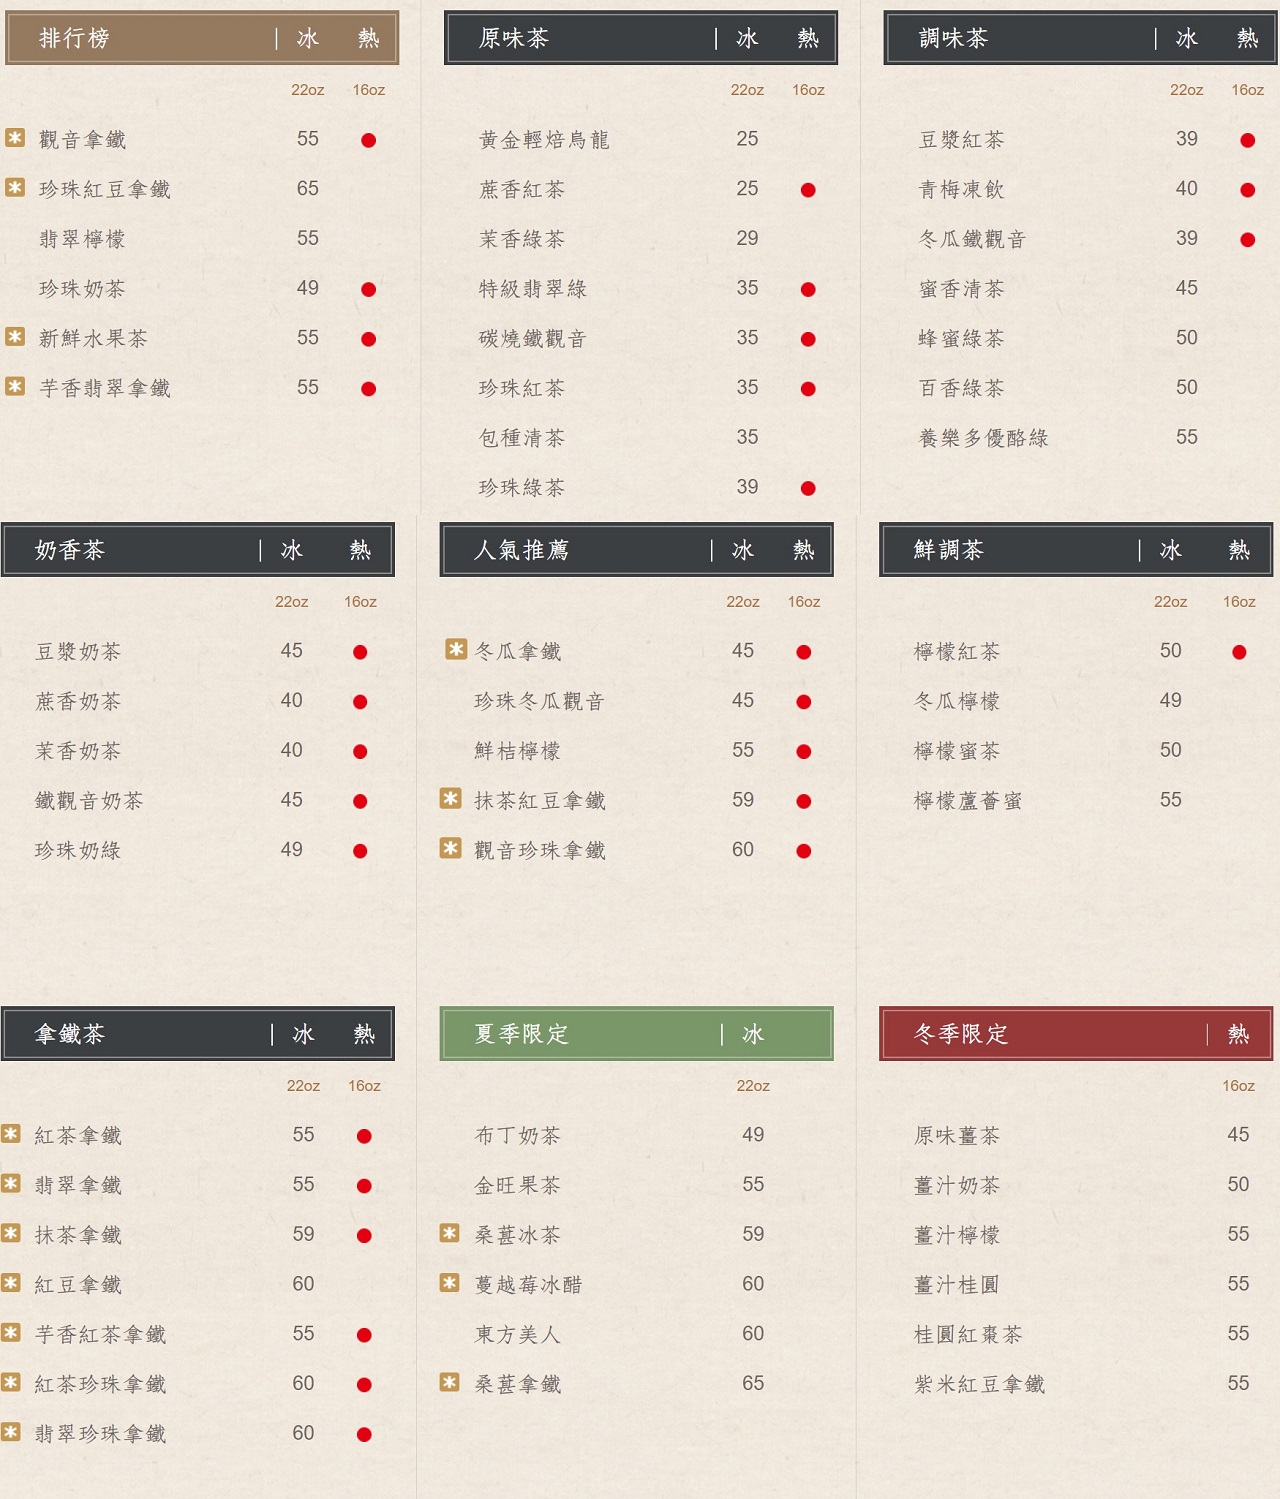 排行榜 | 冰 熱
22oz 16oz
觀音拿鐵 55
珍珠紅豆拿鐵 65
翡翠檸檬 55
珍珠奶茶 49
新鮮水果茶 55
芋香翡翠拿鐵 55
原味茶 | 冰 熱
22oz 16oz
黃金輕焙烏龍 25
蔗香紅茶 25
茉香綠茶 29
特級翡翠綠 35
碳燒鐵觀音 35
珍珠紅茶 35
包種清茶 35
珍珠綠茶 39
調味茶 | 冰 熱
22oz 16oz
豆漿紅茶 39
青梅凍飲 40
冬瓜鐵觀音 39
蜜香清茶 45
蜂蜜綠茶 50
百香綠茶 50
養樂多優酪綠 55
奶香茶 | 冰 熱
22oz 16oz
豆漿奶茶 45
蔗香奶茶 40
茉香奶茶 40
鐵觀音奶茶 45
珍珠奶綠 49
人氣推薦 | 冰 熱
22oz 16oz
冬瓜拿鐵 45
珍珠冬瓜觀音 45
鮮桔檸檬 55
抹茶紅豆拿鐵 59
觀音珍珠拿鐵 60
鮮調茶 | 冰 熱
22oz 16oz
檸檬紅茶 50
冬瓜檸檬 49
檸檬蜜茶 50
檸檬蘆薈蜜 55
拿鐵茶 | 冰 熱
22oz 16oz
紅茶拿鐵 55
翡翠拿鐵 55
抹茶拿鐵 59
紅豆拿鐵 60
芋香紅茶拿鐵 55
紅茶珍珠拿鐵 60
翡翠珍珠拿鐵 60
夏季限定 | 冰
22oz
布丁奶茶 49
金旺果茶 55
桑葚冰茶 59
蔓越莓冰醋 60
東方美人 60
桑葚拿鐵 65
冬季限定 | 熱
16oz
原味薑茶 45
薑汁奶茶 50
薑汁檸檬 55
薑汁桂圓 55
桂圓紅棗茶 55
紫米紅豆拿鐵 55